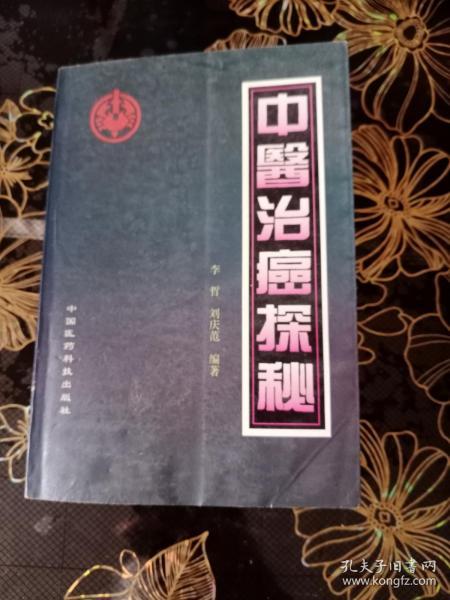 中醫治癌探秘
李哲 刘庆范 编著
中国医药科技出版社
孔夫子旧书网
www.kongfz.com